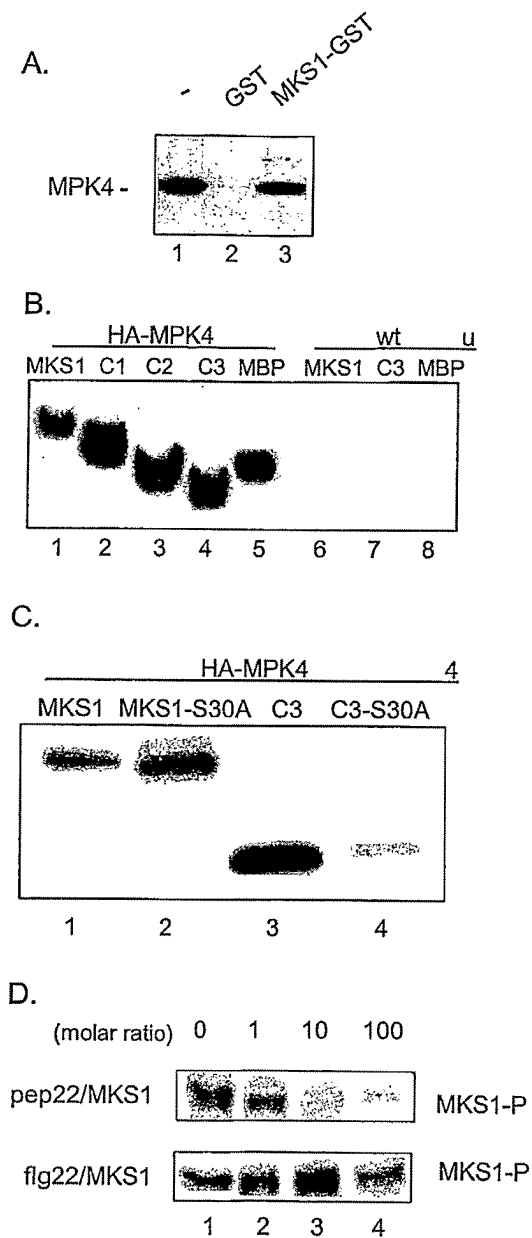 A.
- GST MKS1-GST
MPK4 -
1 2 3
B.
HA-MPK4 wt u
MKS1 C1 C2 C3 MBP MKS1 C3 MBP
1 2 3 4 5 6 7 8
C.
HA-MPK4 4
MKS1 MKS1-S30A C3 C3-S30A
1 2 3 4
D.
(molar ratio) 0 1 10 100
pep22/MKS1 MKS1-P
flg22/MKS1 MKS1-P
1 2 3 4